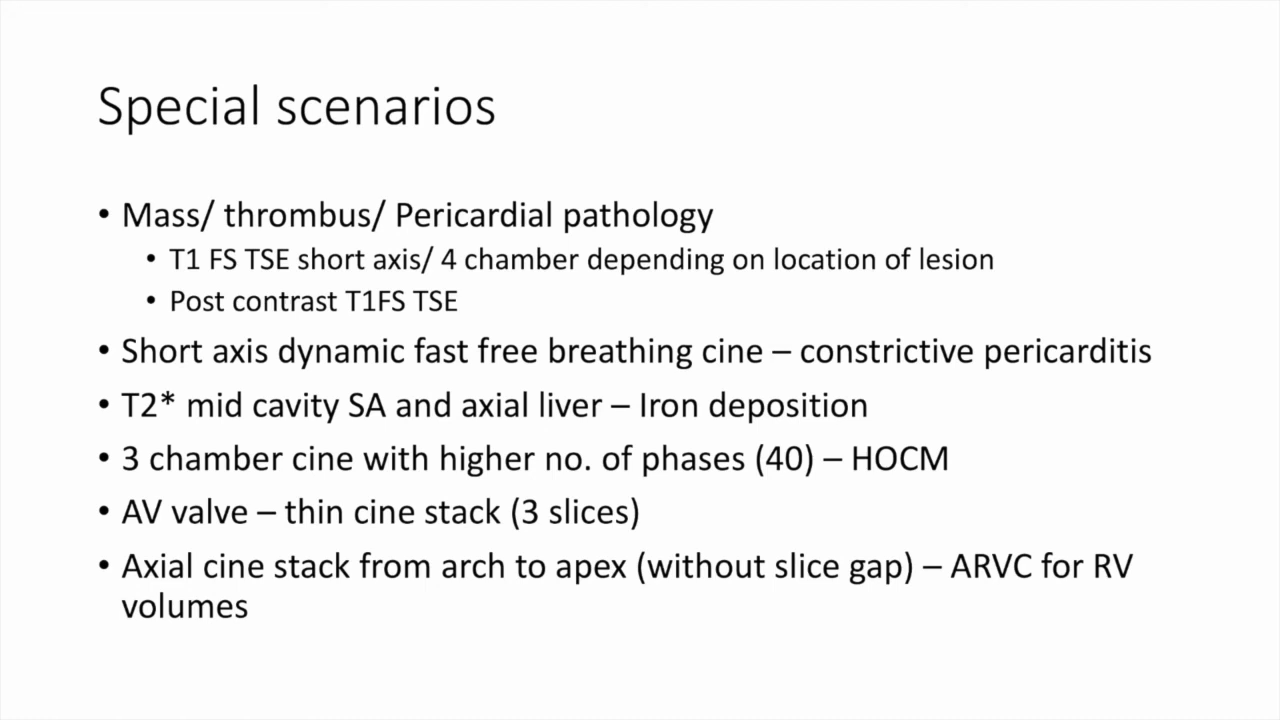 Special scenarios
• Mass/ thrombus/ Pericardial pathology
• T1 FS TSE short axis/ 4 chamber depending on location of lesion
• Post contrast T1FS TSE
• Short axis dynamic fast free breathing cine – constrictive pericarditis
• T2* mid cavity SA and axial liver – Iron deposition
• 3 chamber cine with higher no. of phases (40) – HOCM
• AV valve – thin cine stack (3 slices)
• Axial cine stack from arch to apex (without slice gap) – ARVC for RV
volumes